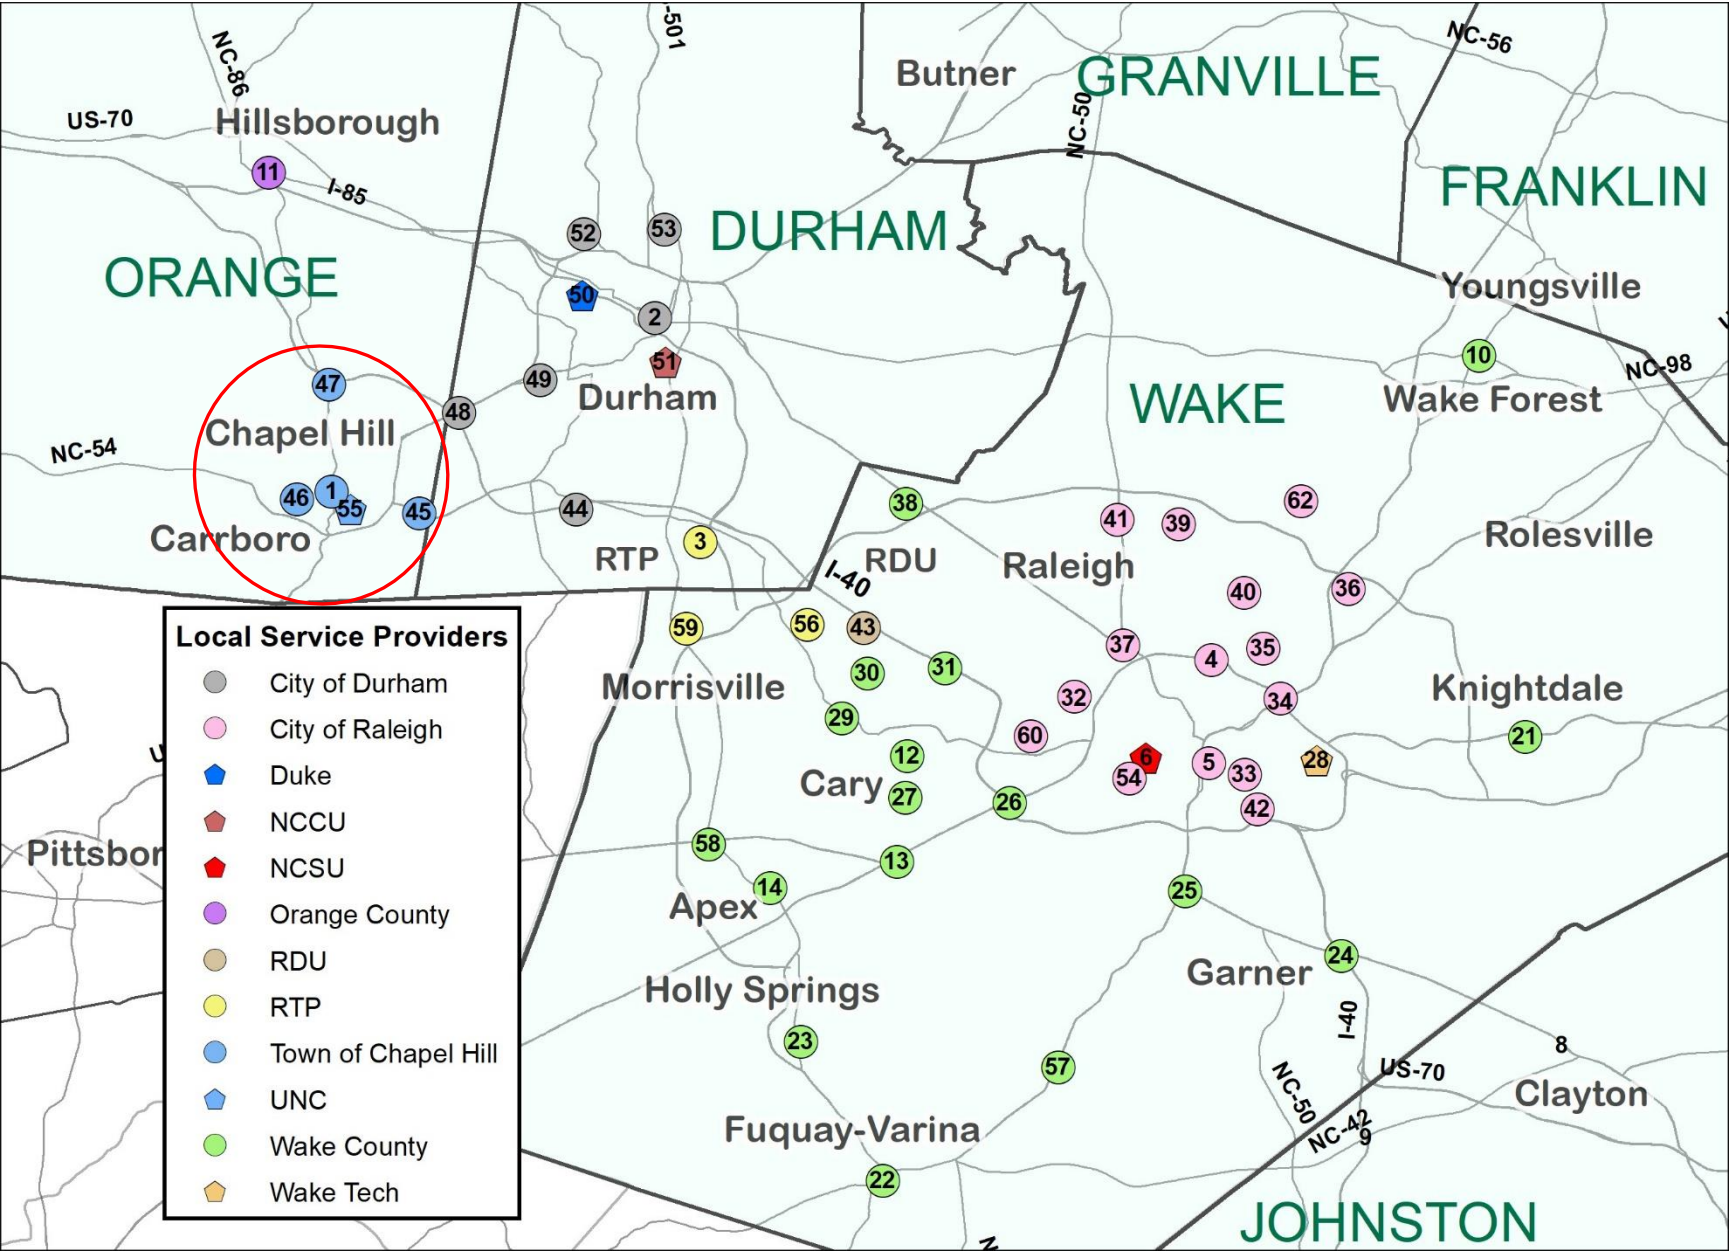 NC-86
-501
NC-56
Butner
GRANVILLE
NC-50
US-70
Hillsborough
11
I-85
FRANKLIN
52
53
DURHAM
ORANGE
50
2
Youngsville
51
10
NC-98
47
49
Durham
WAKE
Wake Forest
48
Chapel Hill
NC-54
46
1
55
45
44
38
41
39
62
Carrboro
RTP
3
RDU
Raleigh
Rolesville
I-40
40
36
59
56
43
37
4
35
30
31
Morrisville
32
34
Knightdale
29
60
21
12
6
54
5
33
28
Cary
27
26
42
58
13
Pittsbor
14
Apex
25
24
Garner
Holly Springs
23
I-40
8
57
US-70
NC-50
Clayton
NC-42
9
Fuquay-Varina
22
JOHNSTON
N
U
Local Service Providers
City of Durham
City of Raleigh
Duke
NCCU
NCSU
Orange County
RDU
RTP
Town of Chapel Hill
UNC
Wake County
Wake Tech